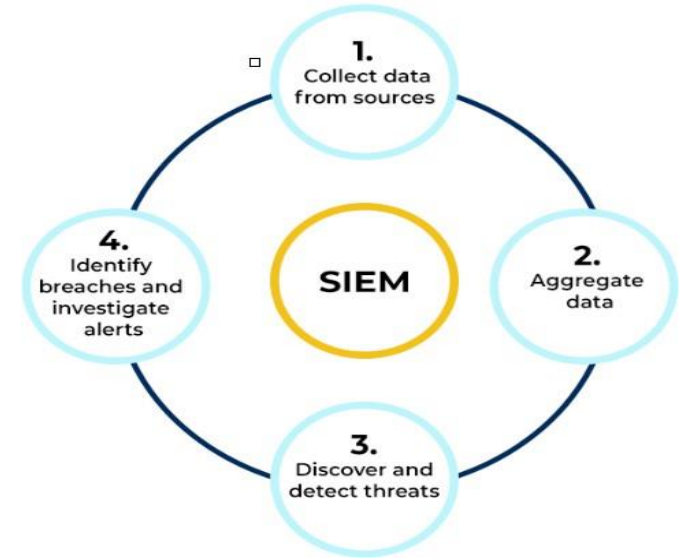 1.
Collect data
from sources
2.
Aggregate
data
3.
Discover and
detect threats
4.
Identify
breaches and
investigate
alerts
SIEM